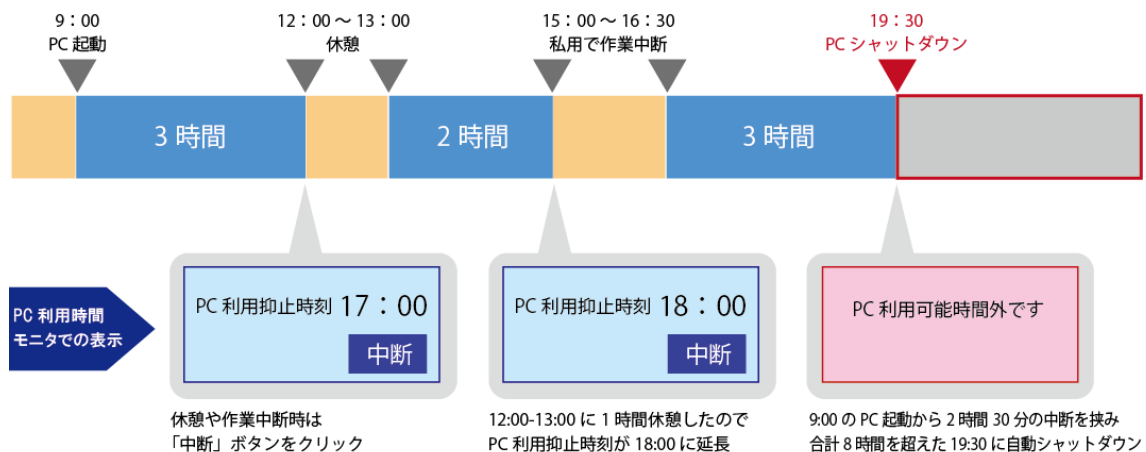 9：00
PC 起動
12：00 ～ 13：00
休憩
15：00 ～ 16：30
私用で作業中断
19：30
PC シャットダウン
3 時間
2 時間
3 時間
PC 利用時間
モニタでの表示
PC 利用抑止時刻 17：00
中断
PC 利用抑止時刻 18：00
中断
PC 利用可能時間外です
休憩や作業中断時は
「中断」ボタンをクリック
12:00-13:00 に 1 時間休憩したので
PC 利用抑止時刻が 18:00 に延長
9:00 の PC 起動から 2 時間 30 分の中断を挟み
合計 8 時間を超えた 19:30 に自動シャットダウン